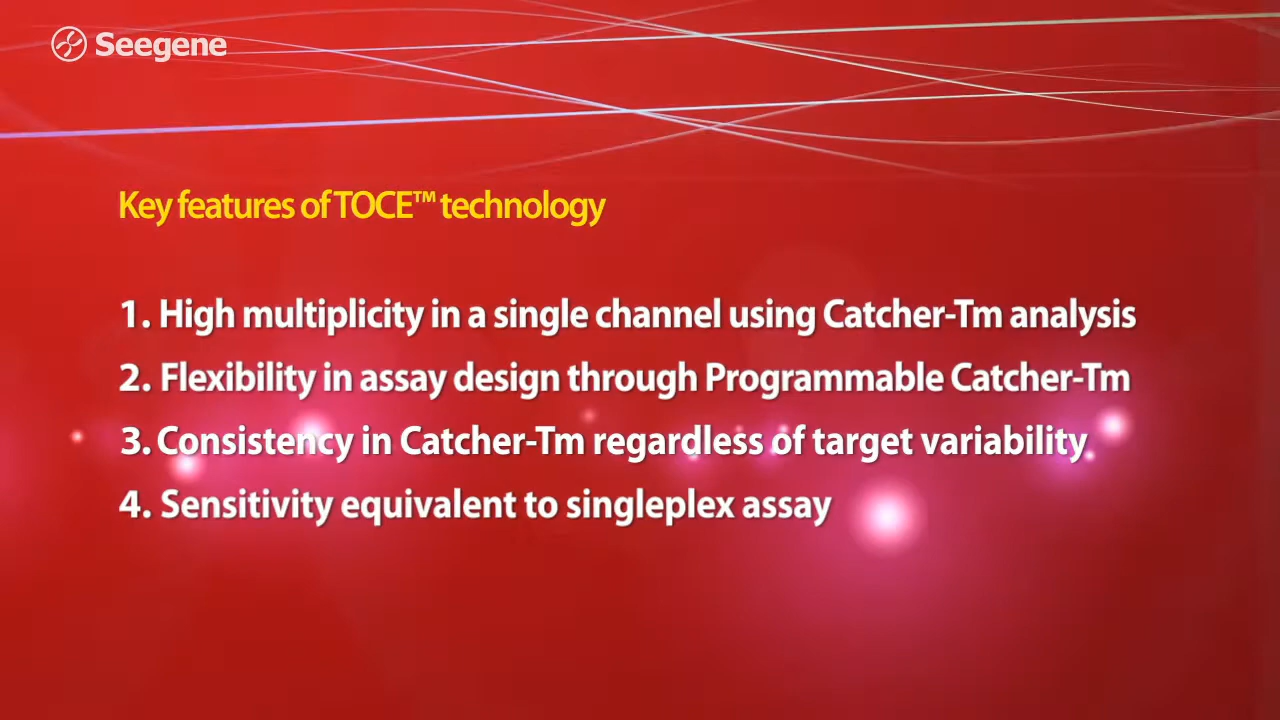 Seegene
Key features of TOCE™ technology
1. High multiplicity in a single channel using Catcher-Tm analysis
2. Flexibility in assay design through Programmable Catcher-Tm
3. Consistency in Catcher-Tm regardless of target variability
4. Sensitivity equivalent to singleplex assay